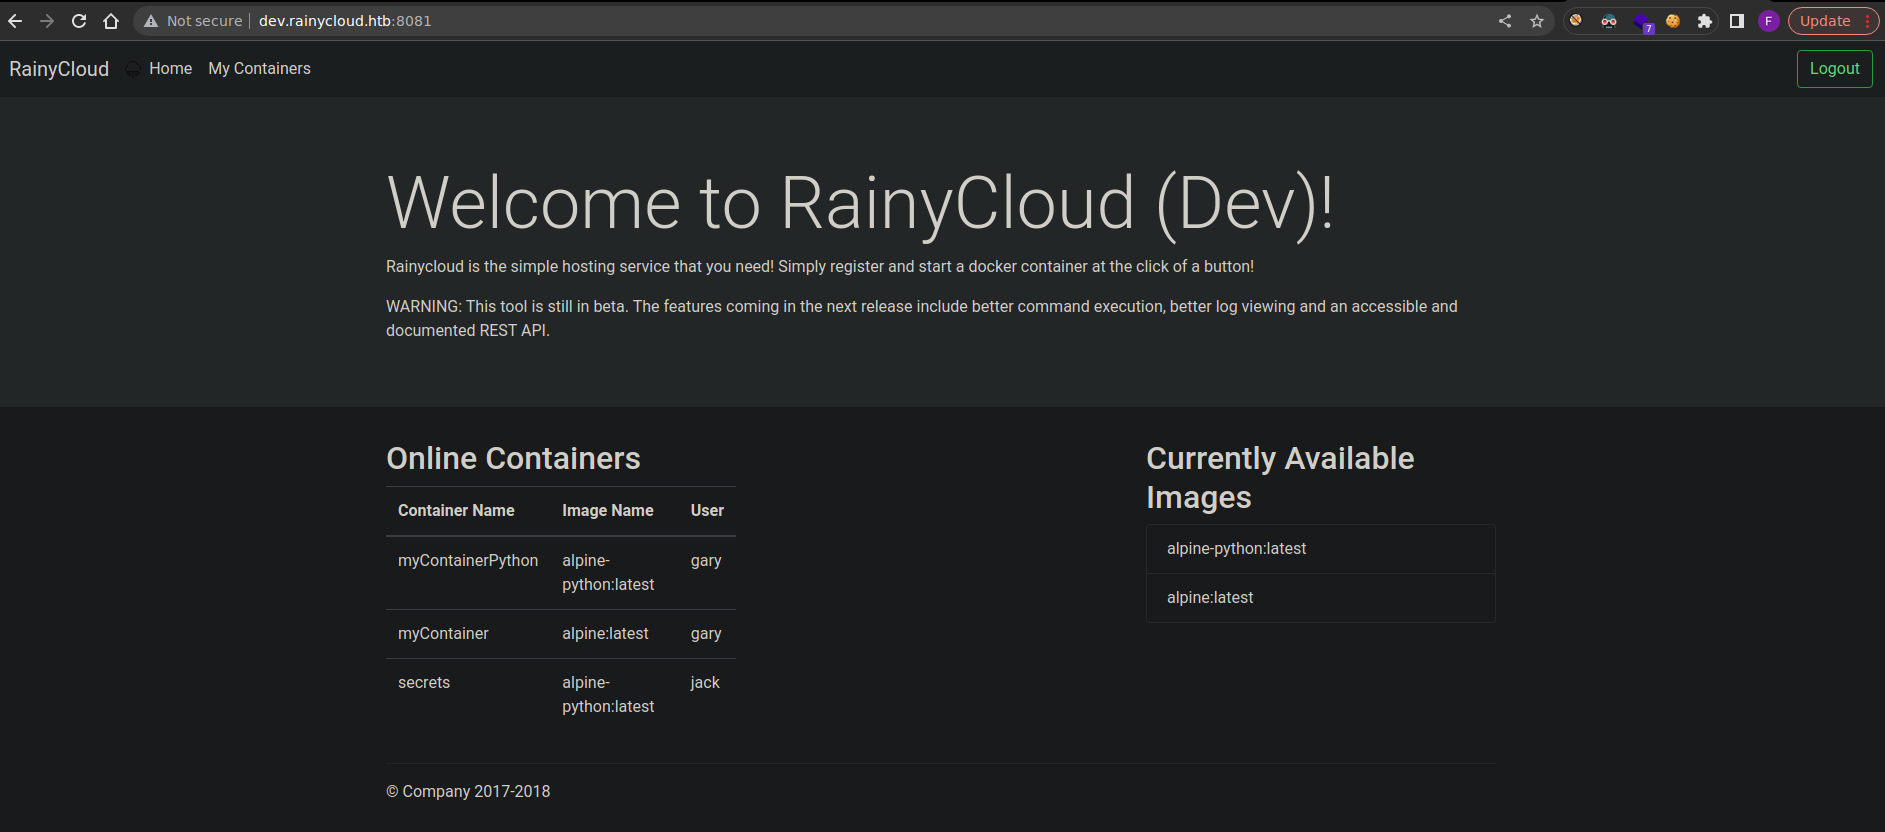 Not secure | dev.rainycloud.htb:8081
7
F
Update
RainyCloud Home My Containers
Logout
Welcome to RainyCloud (Dev)!
Rainycloud is the simple hosting service that you need! Simply register and start a docker container at the click of a button!
WARNING: This tool is still in beta. The features coming in the next release include better command execution, better log viewing and an accessible and
documented REST API.
Online Containers
Container Name Image Name User
myContainerPython alpine- gary
python:latest
myContainer alpine:latest gary
secrets alpine- jack
python:latest
Currently Available
Images
alpine-python:latest
alpine:latest
© Company 2017-2018